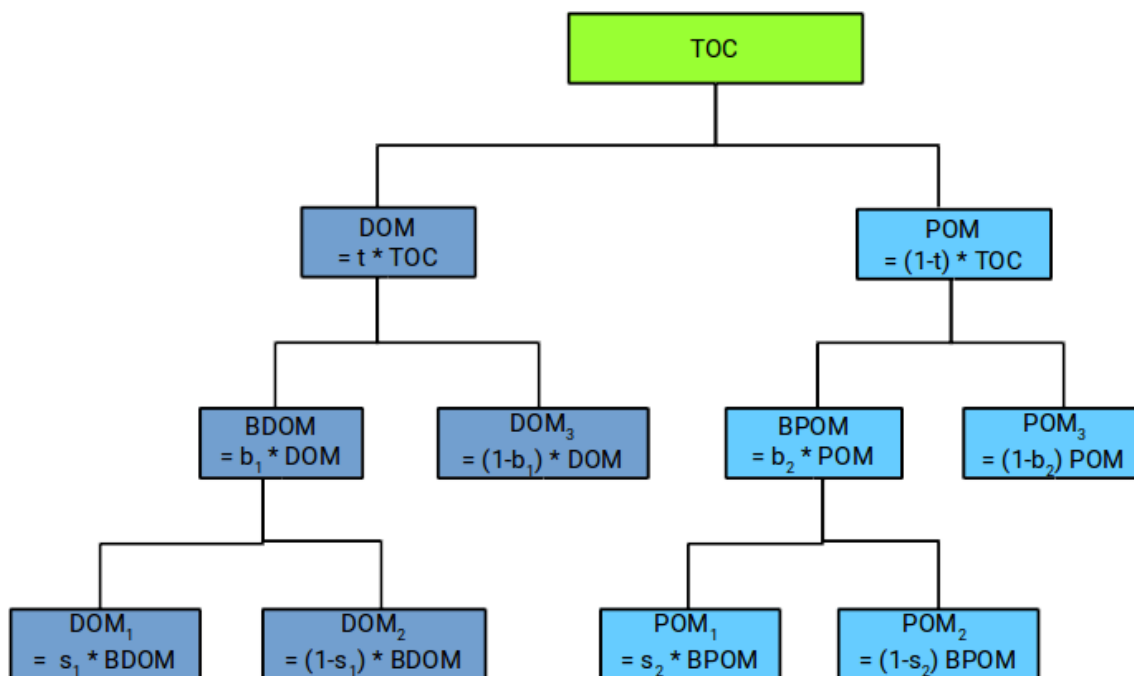 TOC
DOM
= t * TOC
POM
= (1-t) * TOC
BDOM
= b₁ * DOM
DOM₃
= (1-b₁) * DOM
BPOM
= b₂ * POM
POM₃
= (1-b₂) POM
DOM₁
= s₁ * BDOM
DOM₂
= (1-s₁) * BDOM
POM₁
= s₂ * BPOM
POM₂
= (1-s₂) BPOM